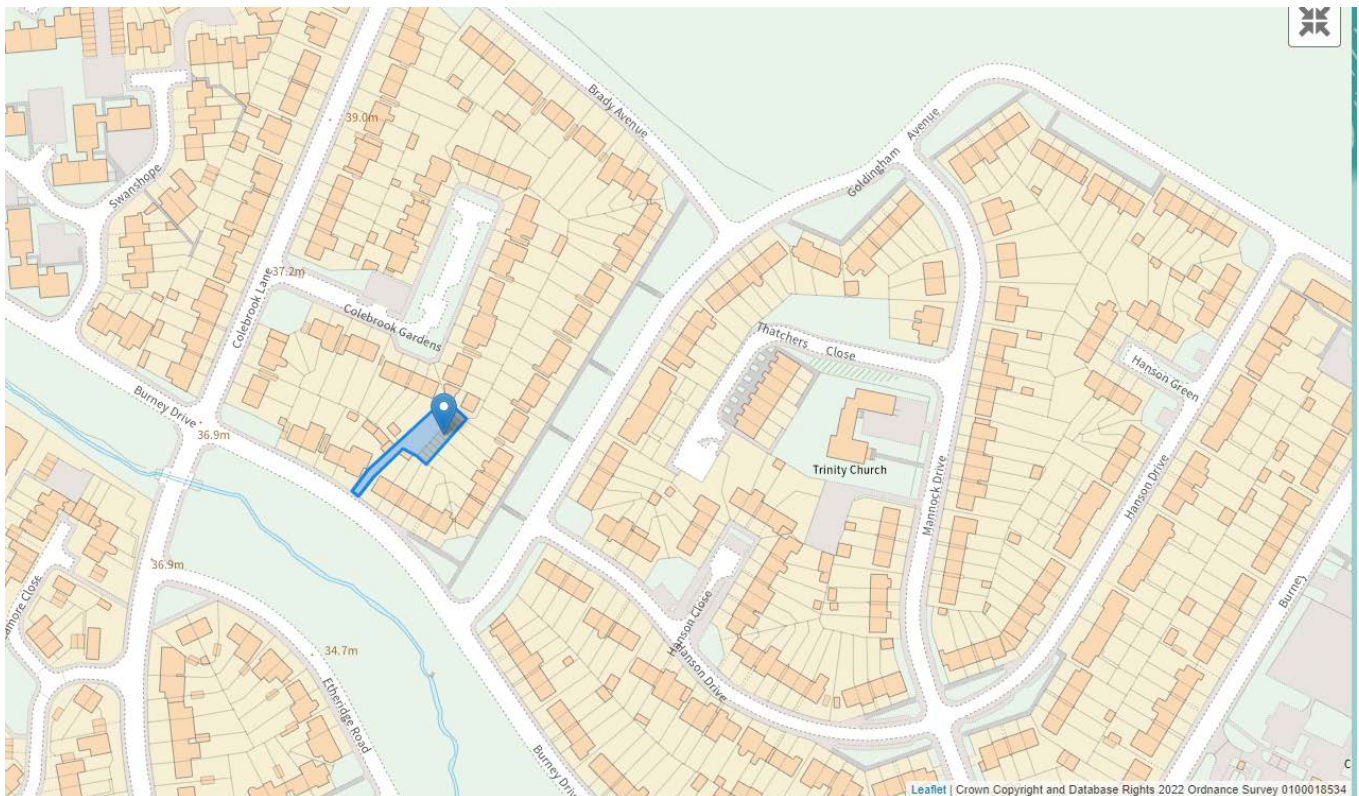 Brady Avenue
39.0m
Goldingham Avenue
Swanshope
Colebrook Lane
37.2m
Colebrook Gardens
Thatchers Close
Hanson Green
Burney Drive
36.9m
Trinity Church
Mannock Drive
Hanson Drive
36.9m
Burney
Hanson Close
Hanson Drive
34.7m
Etheridge Road
Burney Drive
C
Leaflet | Crown Copyright and Database Rights 2022 Ordnance Survey 0100018534